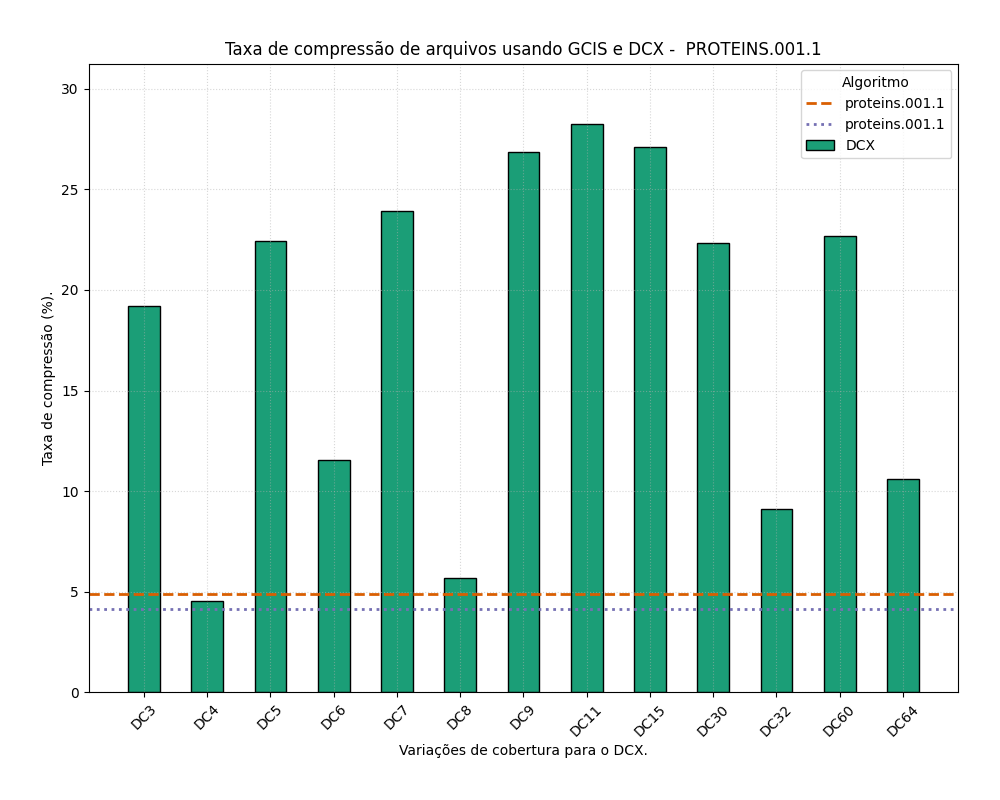 Taxa de compressão de arquivos usando GCIS e DCX -  PROTEINS.001.1
Algoritmo
proteins.001.1
proteins.001.1
DCX
Taxa de compressão (%).
30
25
20
15
10
5
0
DC3
DC4
DC5
DC6
DC7
DC8
DC9
DC11
DC15
DC30
DC32
DC60
DC64
Variações de cobertura para o DCX.